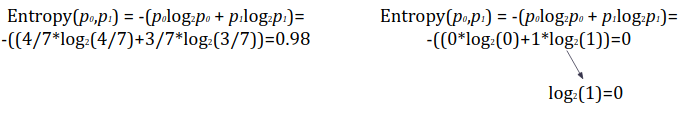 Entropy(p₀,p₁) = -(p₀log₂p₀ + p₁log₂p₁)=
-((4/7*log₂(4/7)+3/7*log₂(3/7))=0.98
Entropy(p₀,p₁) = -(p₀log₂p₀ + p₁log₂p₁)=
-((0*log₂(0)+1*log₂(1))=0
log₂(1)=0